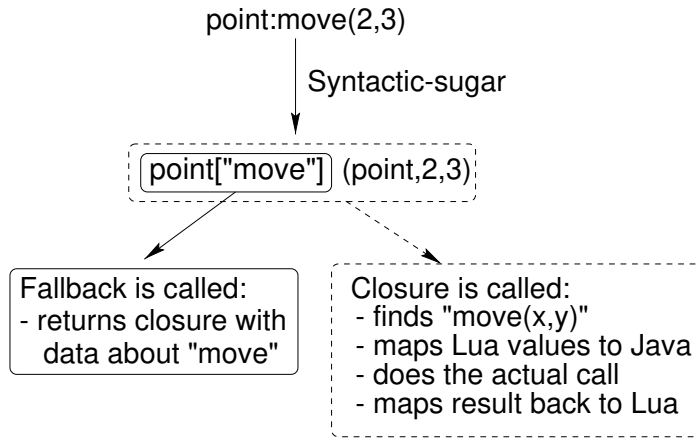 point:move(2,3)
Syntactic-sugar
point["move"] (point,2,3)
Fallback is called:
- returns closure with
data about "move"
Closure is called:
- finds "move(x,y)"
- maps Lua values to Java
- does the actual call
- maps result back to Lua